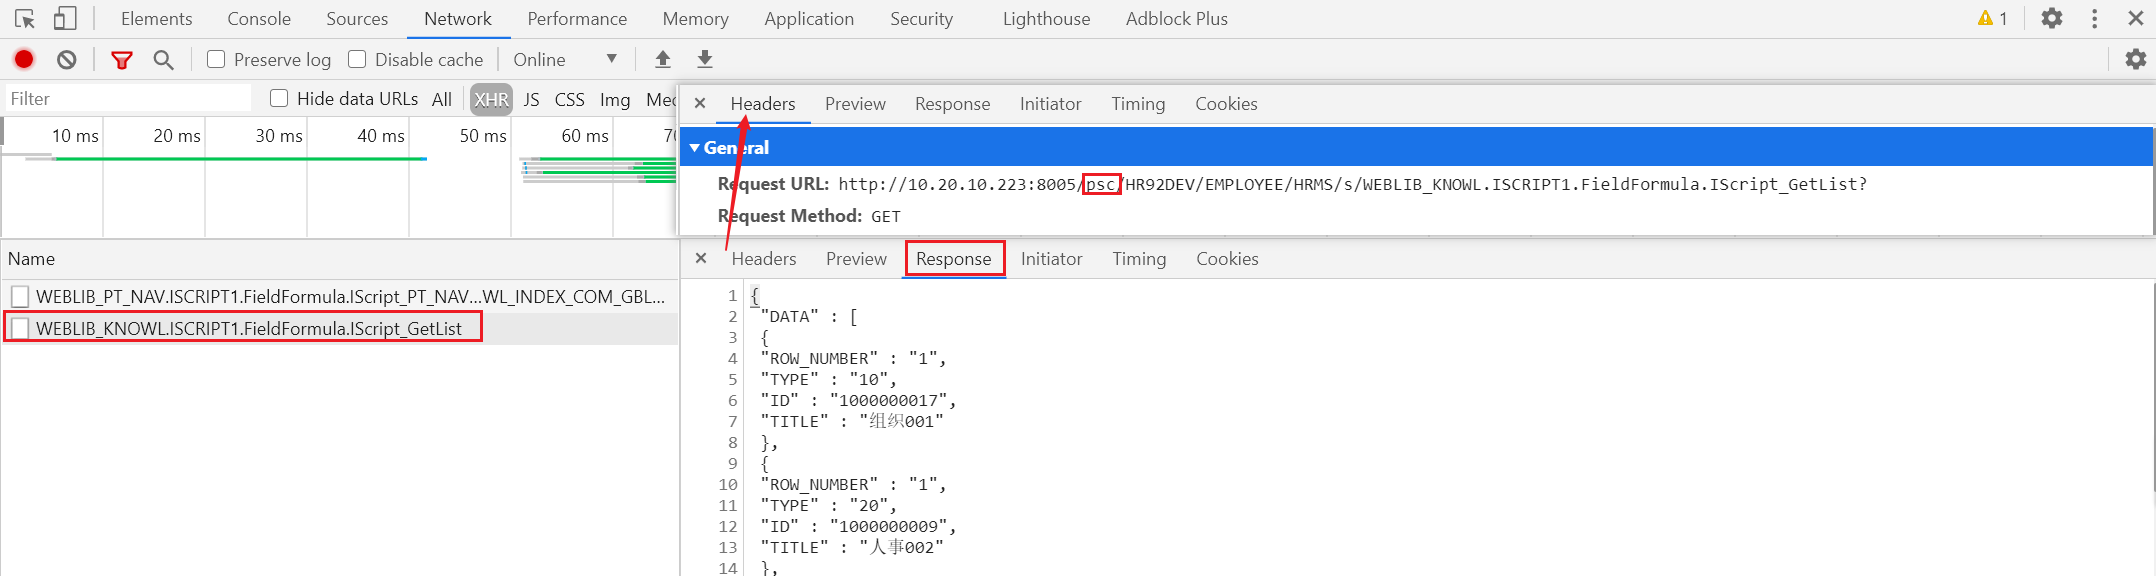 Elements Console Sources Network Performance Memory Application Security Lighthouse Adblock Plus 1
Preserve log Disable cache Online
Filter Hide data URLs All XHR JS CSS Img
10 ms 20 ms 30 ms 40 ms 50 ms 60 ms
Headers Preview Response Initiator Timing Cookies
General
Request URL: http://10.20.10.223:8005/psc/HR92DEV/EMPLOYEE/HRMS/s/WEBLIB_KNOWL.ISCRIPT1.FieldFormula.IScript_GetList?
Request Method: GET
Name
WEBLIB_PT_NAV.ISCRIPT1.FieldFormula.IScript_PT_NAV...WL_INDEX_COM_GBL...
WEBLIB_KNOWL.ISCRIPT1.FieldFormula.IScript_GetList
Headers Preview Response Initiator Timing Cookies
1 {
2 "DATA" : [
3 {
4 "ROW_NUMBER" : "1",
5 "TYPE" : "10",
6 "ID" : "1000000017",
7 "TITLE" : "组织001"
8 },
9 {
10 "ROW_NUMBER" : "1",
11 "TYPE" : "20",
12 "ID" : "1000000009",
13 "TITLE" : "人事002"
14 },